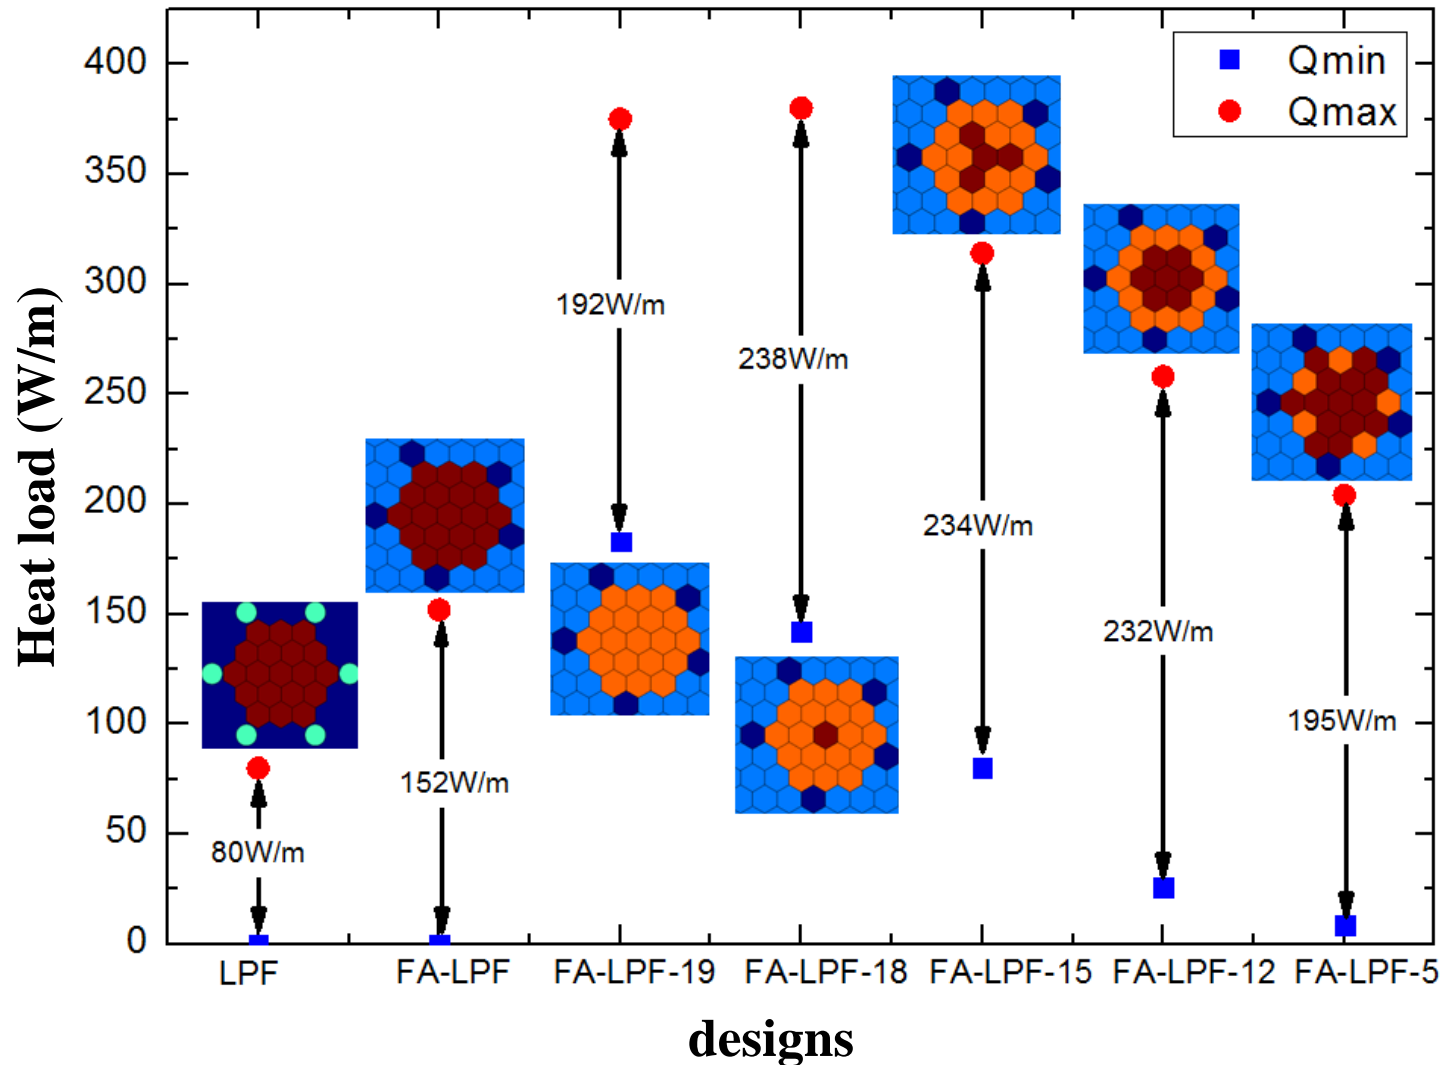 Qmin
Qmax
Heat load (W/m)
400
350
300
250
200
150
100
50
0
80W/m
152W/m
192W/m
238W/m
234W/m
232W/m
195W/m
LPF
FA-LPF
FA-LPF-19
FA-LPF-18
FA-LPF-15
FA-LPF-12
FA-LPF-5
designs